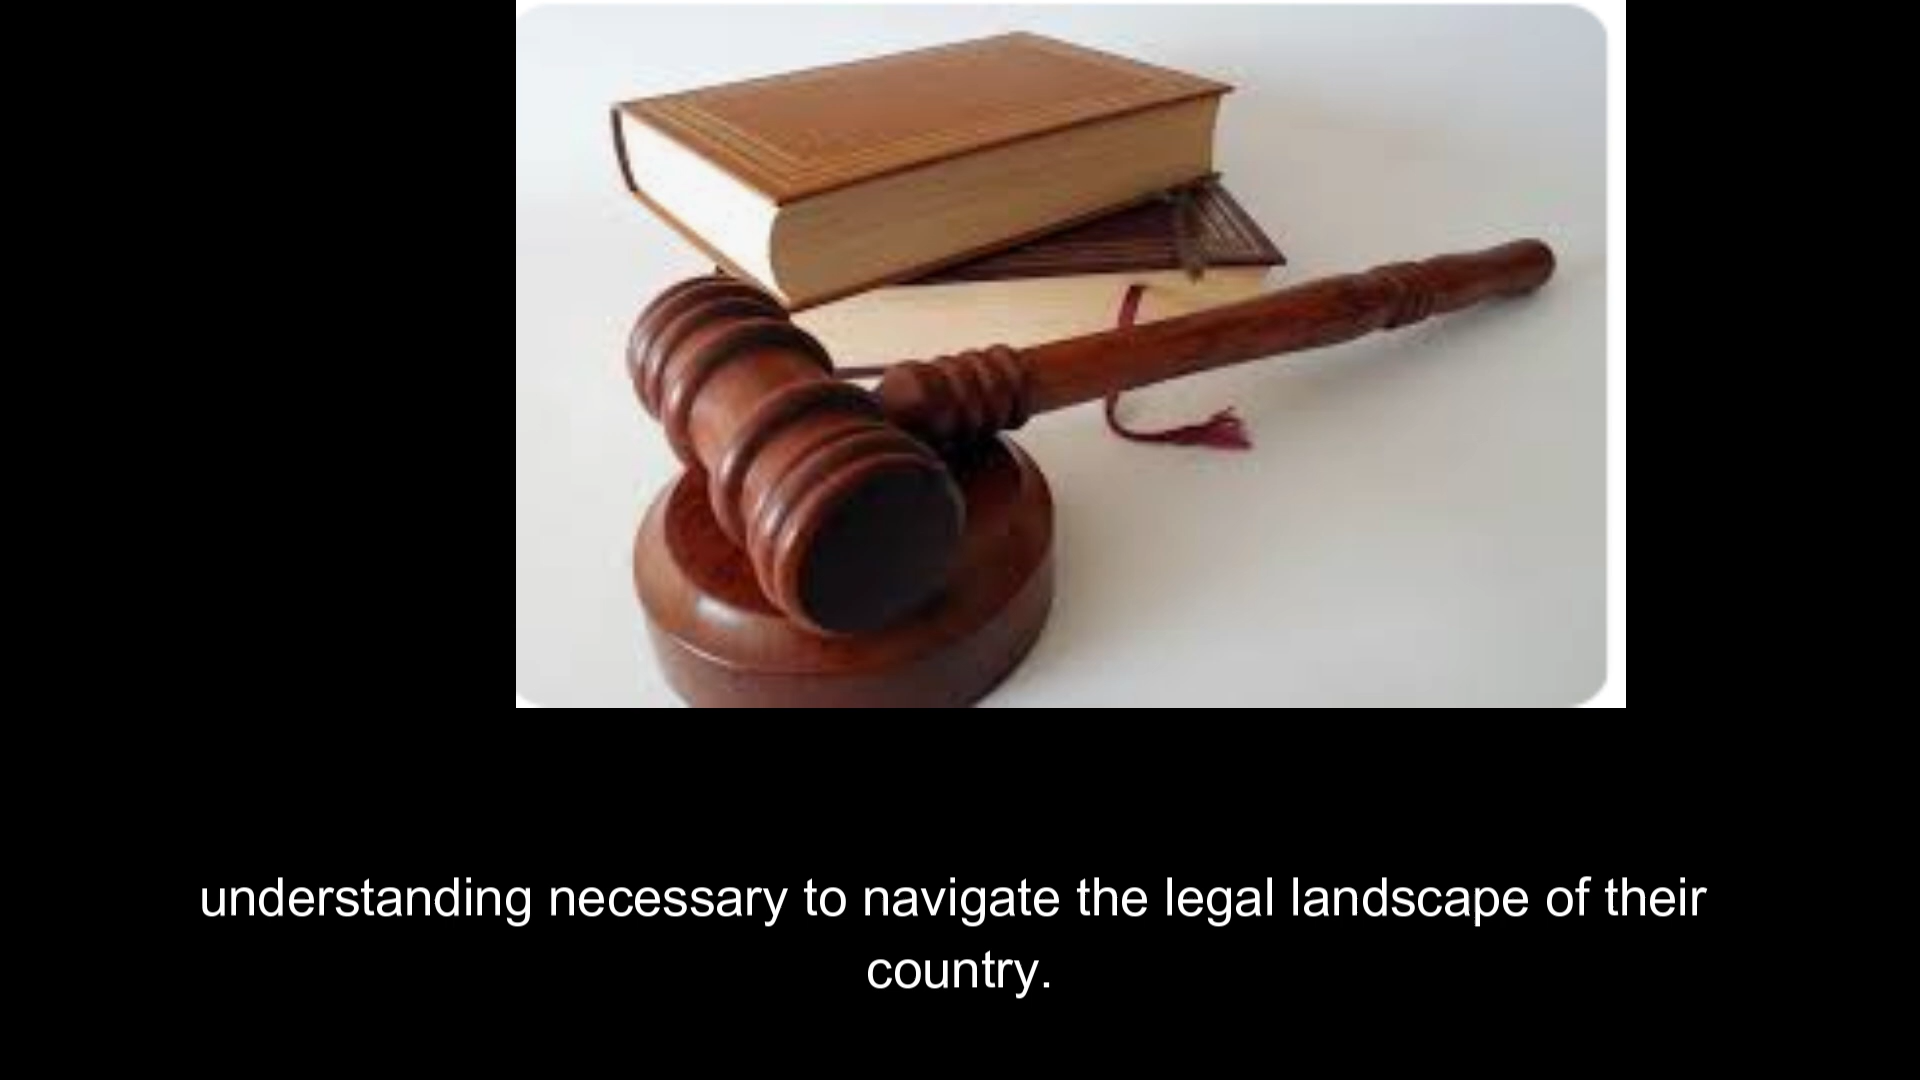 understanding necessary to navigate the legal landscape of their
country.